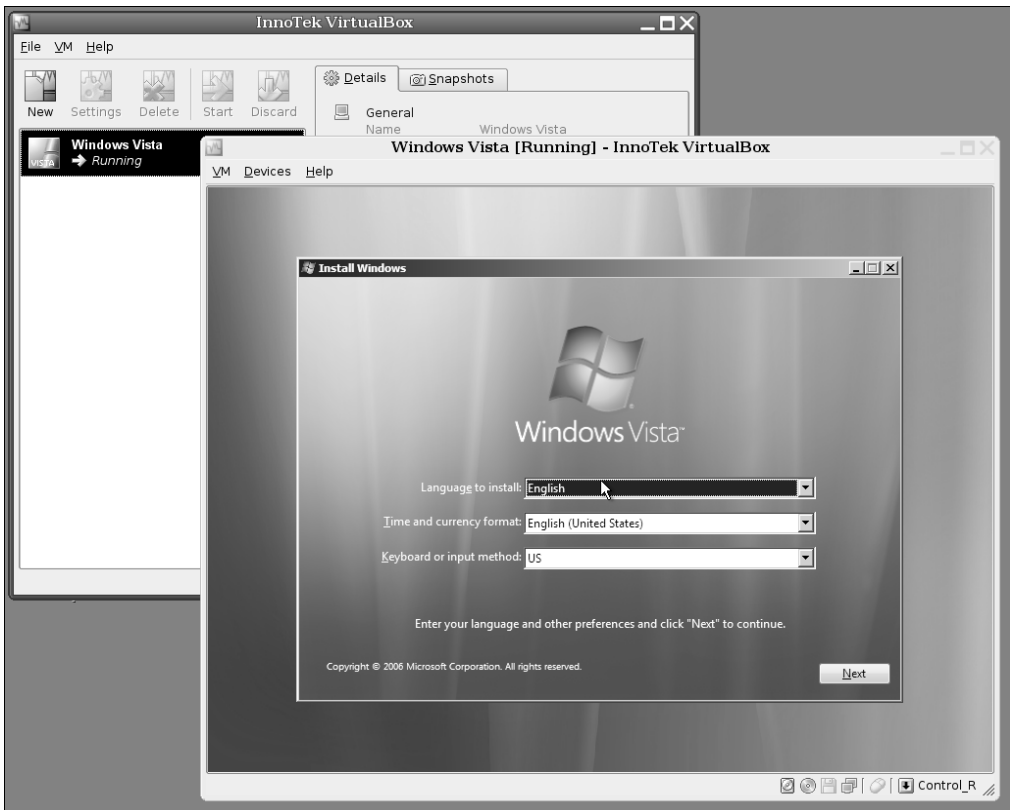 InnoTek VirtualBox
File VM Help
New Settings Delete Start Discard
Details Snapshots
General
Name Windows Vista
VISTA
Windows Vista
Running
Windows Vista [Running] - InnoTek VirtualBox
VM Devices Help
Install Windows
Windows Vista™
Language to install: English
Time and currency format: English (United States)
Keyboard or input method: US
Enter your language and other preferences and click "Next" to continue.
Copyright © 2006 Microsoft Corporation. All rights reserved.
Next
Control_R